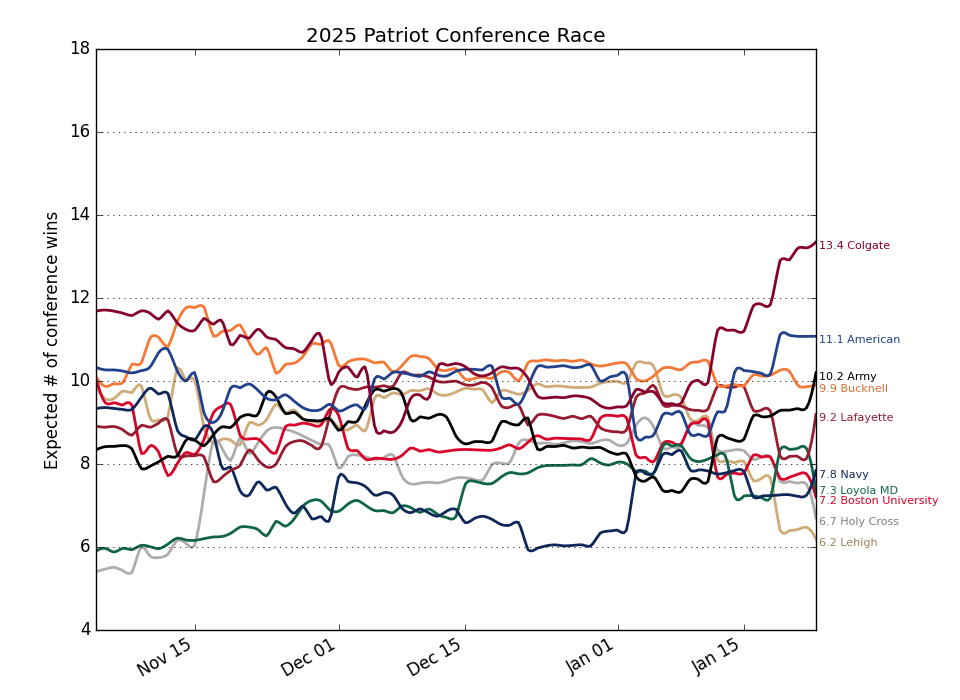 2025 Patriot Conference Race
Expected # of conference wins
18
16
14
12
10
8
6
4
Nov 15
Dec 01
Dec 15
Jan 01
Jan 15
13.4 Colgate
11.1 American
10.2 Army
9.9 Bucknell
9.2 Lafayette
7.8 Navy
7.3 Loyola MD
7.2 Boston University
6.7 Holy Cross
6.2 Lehigh